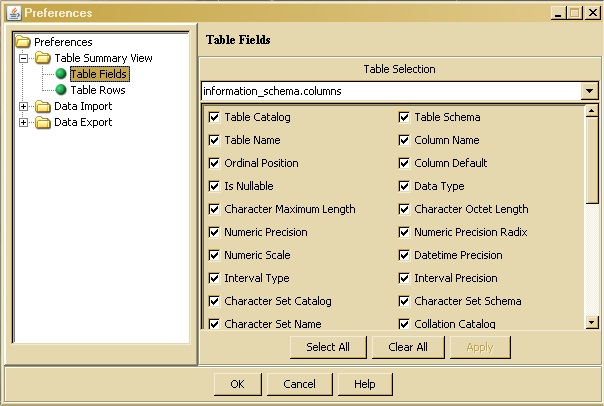 Preferences
Preferences
Table Summary View
Table Fields
Table Rows
Data Import
Data Export
Table Fields
Table Selection
information_schema.columns
Table Catalog Table Schema
Table Name Column Name
Ordinal Position Column Default
Is Nullable Data Type
Character Maximum Length Character Octet Length
Numeric Precision Numeric Precision Radix
Numeric Scale Datetime Precision
Interval Type Interval Precision
Character Set Catalog Character Set Schema
Character Set Name Collation Catalog
Select All Clear All Apply
OK Cancel Help